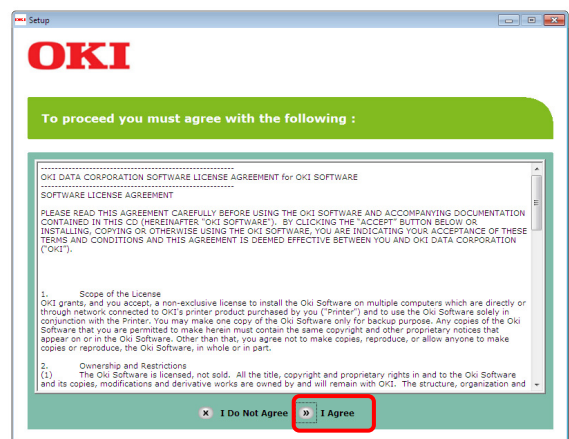 OKI Setup
OKI
To proceed you must agree with the following :
----------------------------------------------------------
OKI DATA CORPORATION SOFTWARE LICENSE AGREEMENT for OKI SOFTWARE
----------------------------------------------------------
SOFTWARE LICENSE AGREEMENT
PLEASE READ THIS AGREEMENT CAREFULLY BEFORE USING THE OKI SOFTWARE AND ACCOMPANYING DOCUMENTATION
CONTAINED IN THIS CD (HEREINAFTER "OKI SOFTWARE"). BY CLICKING THE "ACCEPT" BUTTON BELOW OR
INSTALLING, COPYING OR OTHERWISE USING THE OKI SOFTWARE, YOU ARE INDICATING YOUR ACCEPTANCE OF THESE
TERMS AND CONDITIONS AND THIS AGREEMENT IS DEEMED EFFECTIVE BETWEEN YOU AND OKI DATA CORPORATION
("OKI").
1. Scope of the License
OKI grants, and you accept, a non-exclusive license to install the Oki Software on multiple computers which are directly or
through network connected to OKI's printer product purchased by you ("Printer") and to use the Oki Software solely in
conjunction with the Printer. You may make one copy of the Oki Software only for backup purpose. Any copies of the Oki
Software that you are permitted to make herein must contain the same copyright and other proprietary notices that
appear on or in the Oki Software. Other than that, you agree not to make copies, reproduce, or allow anyone to make
copies or reproduce, the Oki Software, in whole or in part.
2. Ownership and Restrictions
(1) The Oki Software is licensed, not sold. All the title, copyright and proprietary rights in and to the Oki Software
and its copies, modifications and derivative works are owned by and will remain with OKI. The structure, organization and
I Do Not Agree I Agree